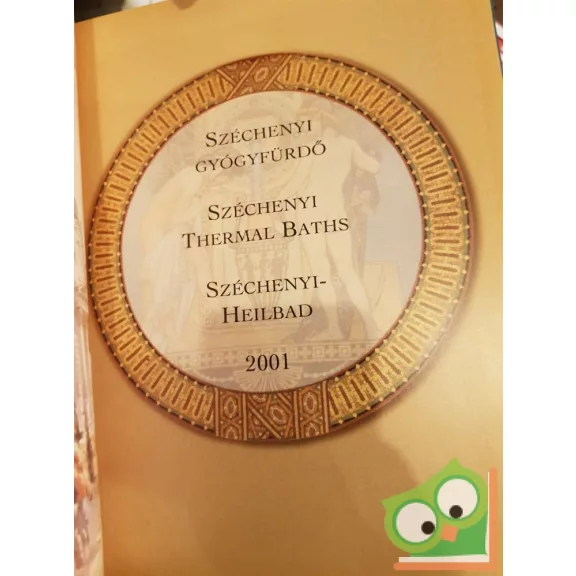 SZÉCHENYI
GYÓGYFÜRDŐ
SZÉCHENYI
THERMAL BATHS
SZÉCHENYI-
HEILBAD
2001